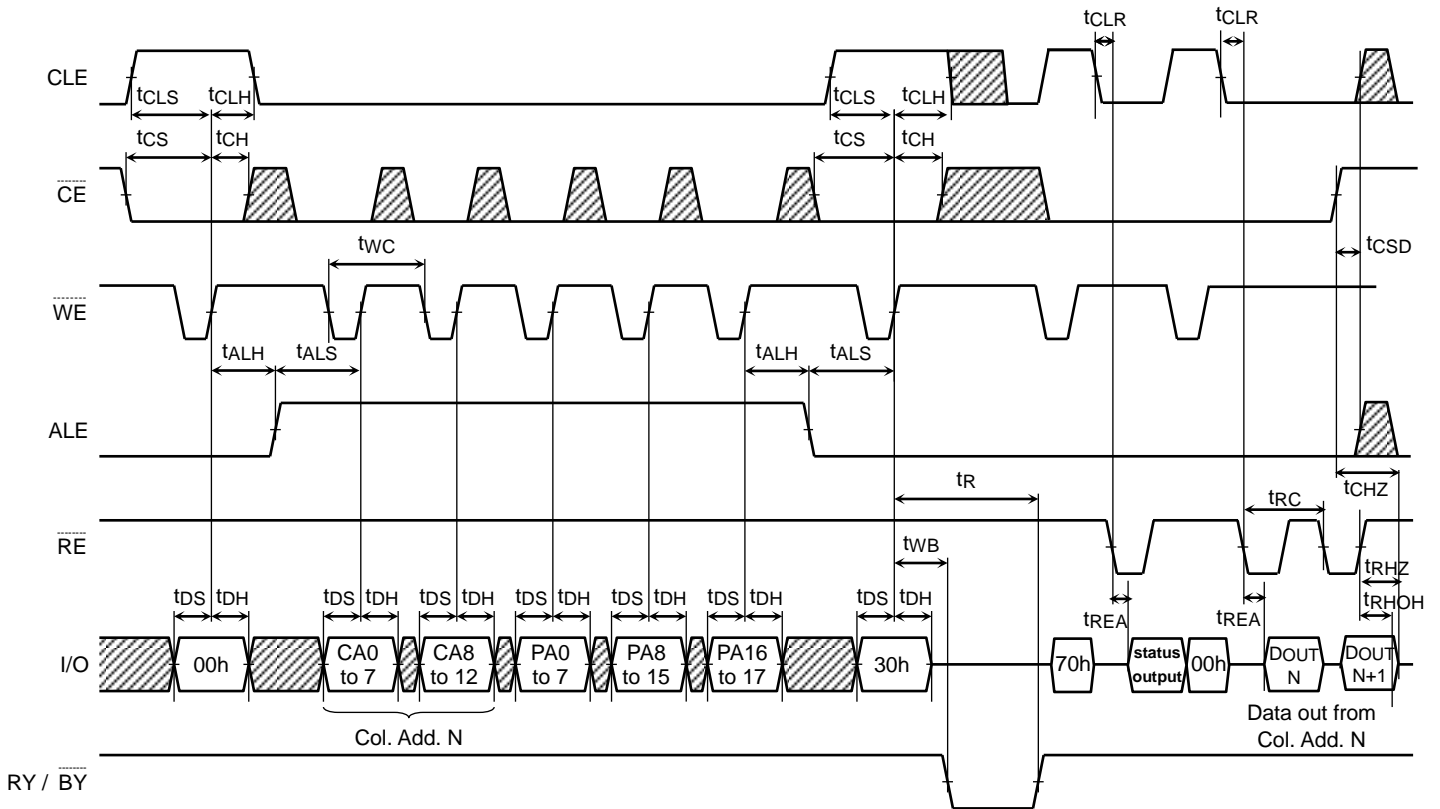 tCLR tCLR
CLE
tCLS tCLH tCLS tCLH
tCS tCH tCS tCH
CE
tWC tCSD
WE
tALH tALS tALH tALS
ALE
tR tCHZ
tRC
RE
tWB
tRHZ
tDS tDH tDS tDH tDS tDH tDS tDH tDS tDH tDS tDH tDS tDH tREA tREA tRHOH
I/O
00h
CA0
to 7
CA8
to 12
PA0
to 7
PA8
to 15
PA16
to 17
30h
70h
status
output
00h
DOUT
N
DOUT
N+1
Col. Add. N
Data out from
Col. Add. N
RY / BY